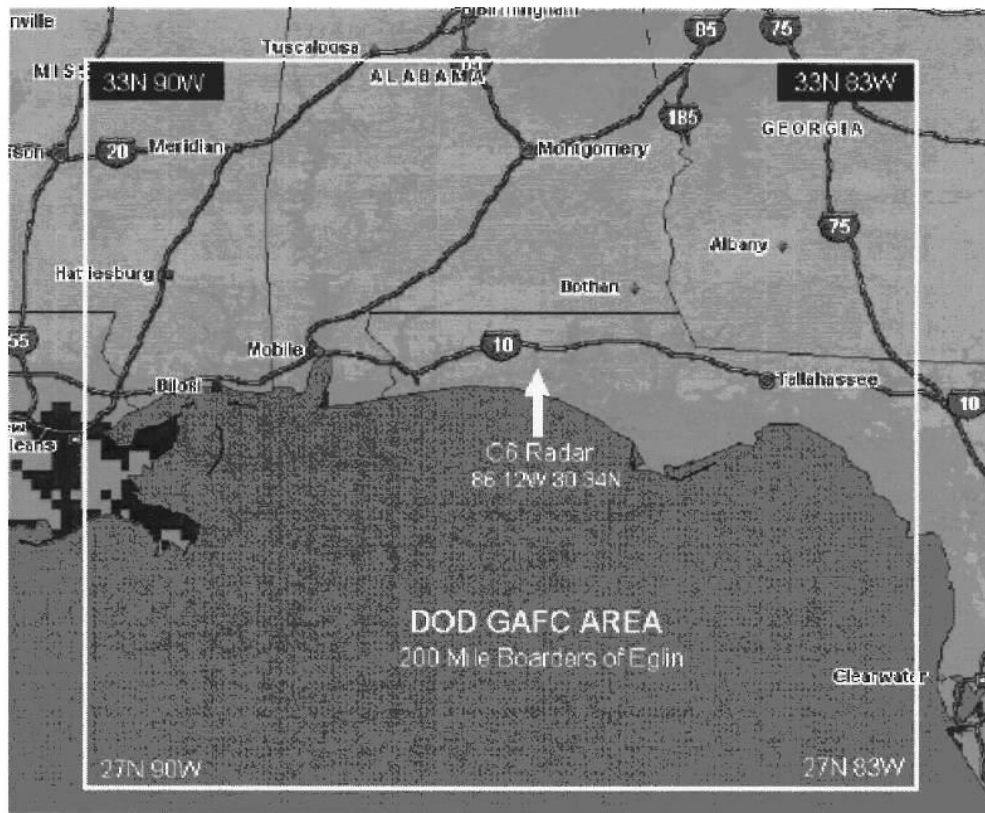 Birmingham
85
75
Tuscaloosa
ALABAMA
33N 90W
33N 83W
185
GEORGIA
20
Meridian
Montgomery
75
Albany
Hattiesburg
Dothan
55
Mobile
10
Biloxi
Tallahassee
10
C6 Radar
86.12W 30.34N
DOD GAFC AREA
200 Mile Boarders of Eglin
Clearwater
27N 90W
27N 83W